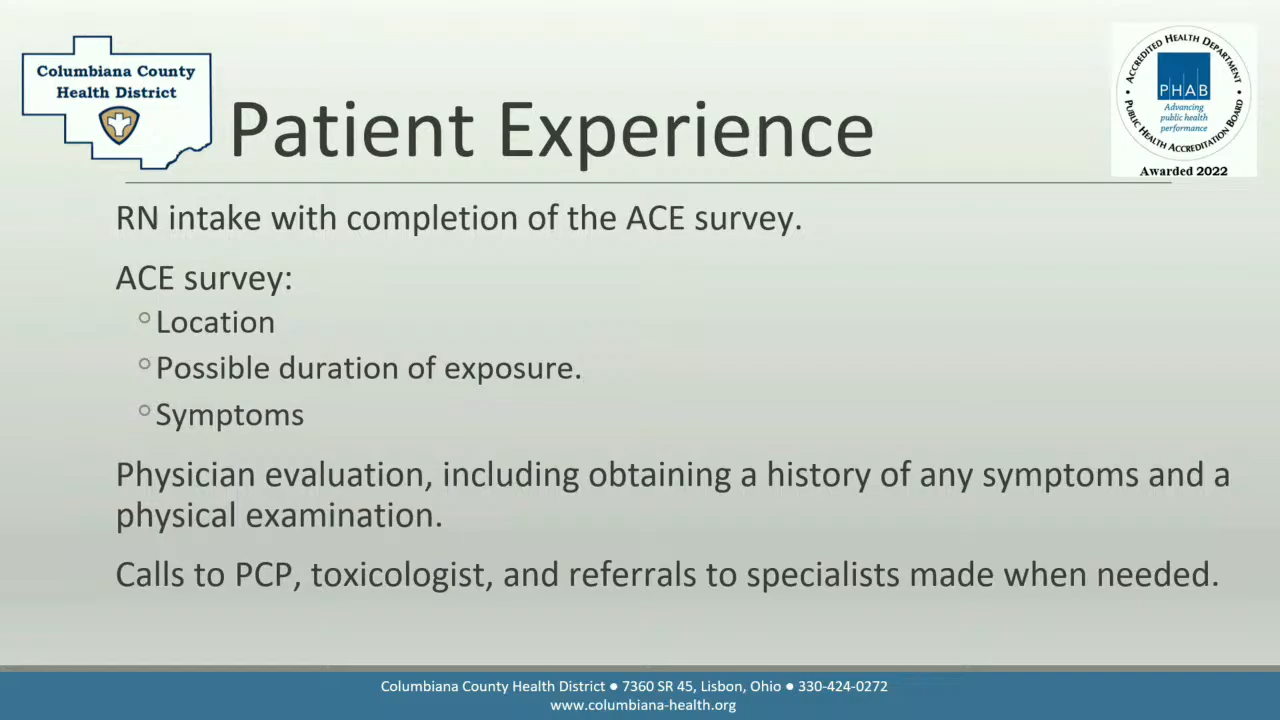 Columbiana County
Health District
Patient Experience
ACCREDITED HEALTH DEPARTMENT
PUBLIC HEALTH ACCREDITATION BOARD
PHAB
Advancing
public health
performance
Awarded 2022
RN intake with completion of the ACE survey.
ACE survey:
Location
Possible duration of exposure.
Symptoms
Physician evaluation, including obtaining a history of any symptoms and a
physical examination.
Calls to PCP, toxicologist, and referrals to specialists made when needed.
Columbiana County Health District ● 7360 SR 45, Lisbon, Ohio ● 330-424-0272
www.columbiana-health.org